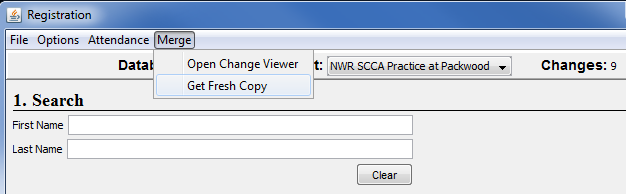 Registration
File Options Attendance Merge
Open Change Viewer
Get Fresh Copy
Datab t: NWR SCCA Practice at Packwood Changes: 9
1. Search
First Name
Last Name
Clear